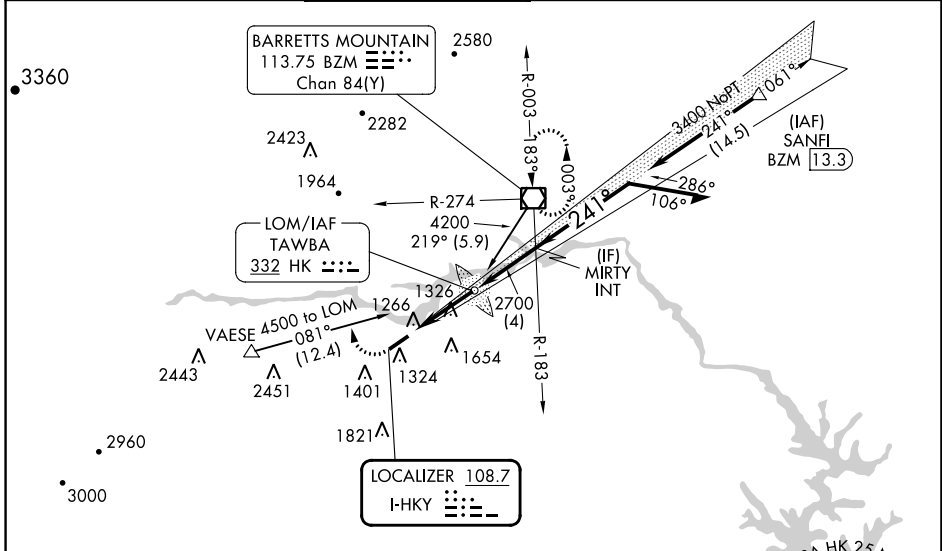 BARRETTS MOUNTAIN
113.75 BZM
Chan 84(Y)
2580
3360
2282
2423
1964
R-003
183°
003°
3400 NoPT
241°
(14.5)
061°
(IAF)
SANFI
BZM 13.3
286°
106°
R-274
4200
219° (5.9)
241°
LOM/IAF
TAWBA
332 HK
(IF)
MIRTY
INT
1326
1266
2700
(4)
VAESE 4500 to LOM
081°
(12.4)
R-183
2443
2451
1401
1324
1654
1821
2960
3000
LOCALIZER 108.7
I-HKY
HK 25